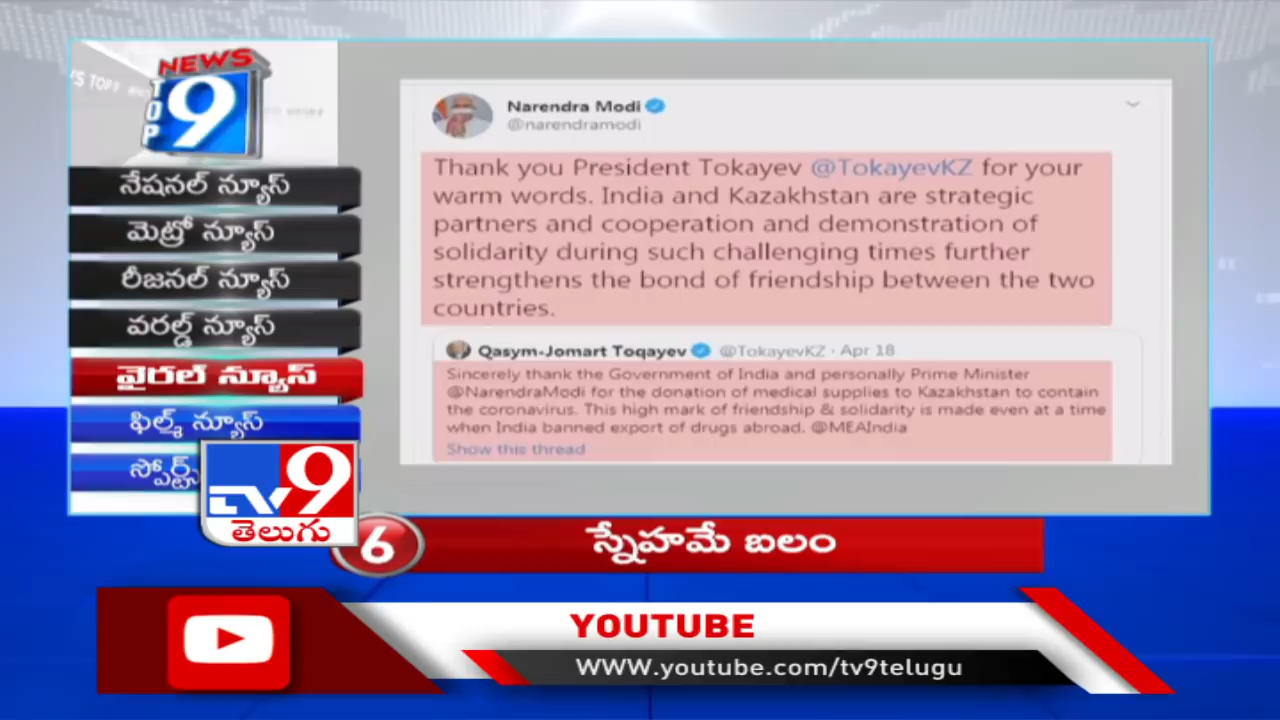 NEWS
TOP
9
నేషనల్ న్యూస్
మెట్రో న్యూస్
రీజనల్ న్యూస్
వరల్డ్ న్యూస్
వైరల్ న్యూస్
ఫిల్మ్ న్యూస్
స్పోర్ట్స్
Narendra Modi
@narendramodi
Thank you President Tokayev @TokayevKZ for your
warm words. India and Kazakhstan are strategic
partners and cooperation and demonstration of
solidarity during such challenging times further
strengthens the bond of friendship between the two
countries.
Qasym-Jomart Toqayev @TokayevKZ · Apr 18
Sincerely thank the Government of India and personally Prime Minister
@NarendraModi for the donation of medical supplies to Kazakhstan to contain
the coronavirus. This high mark of friendship & solidarity is made even at a time
when India banned export of drugs abroad. @MEAIndia
Show this thread
TV9
తెలుగు
6
స్నేహమే బలం
YOUTUBE
WWW.youtube.com/tv9telugu